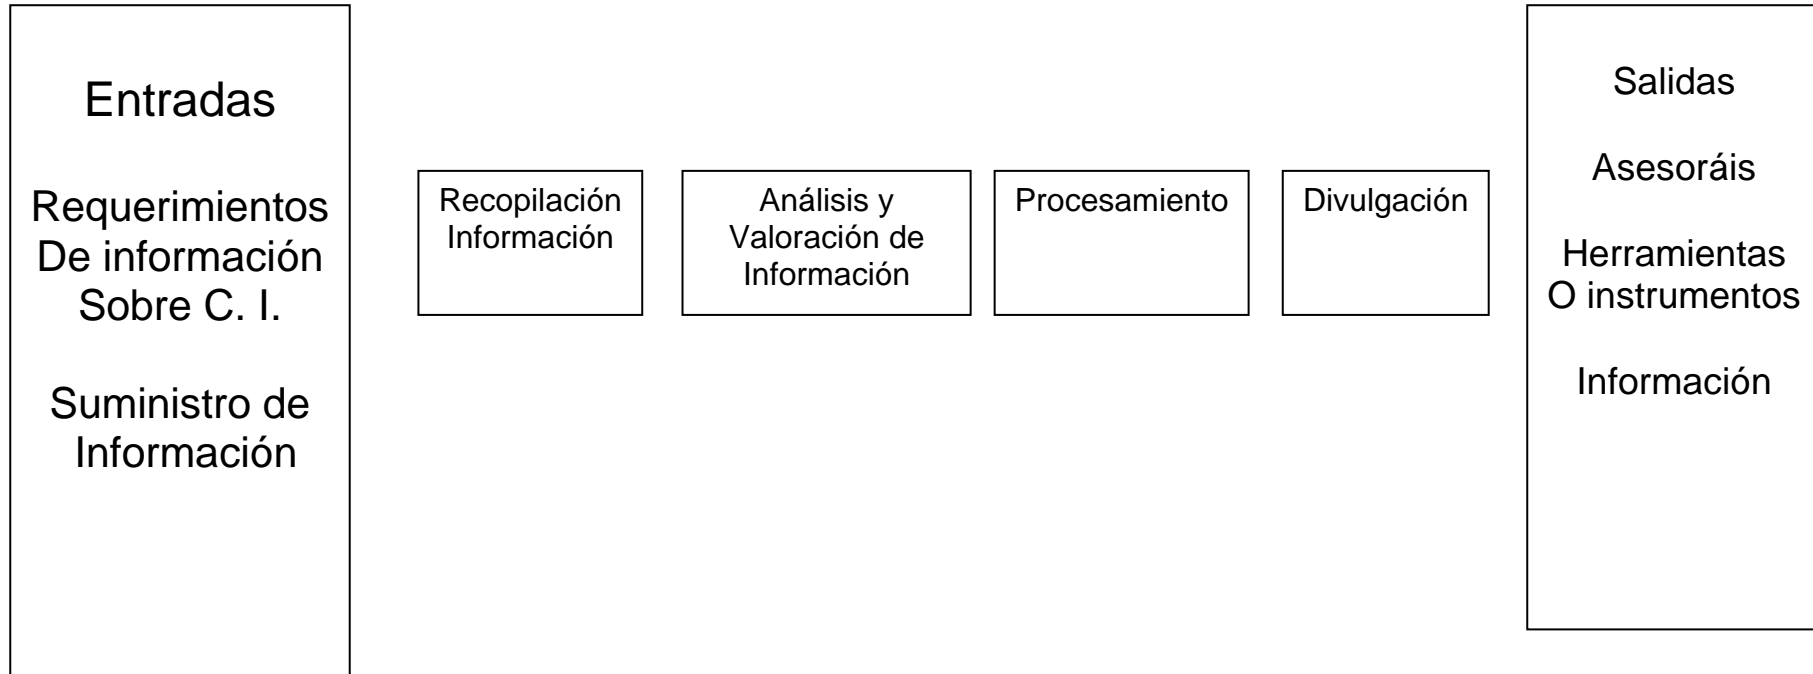 Entradas
Requerimientos
De información
Sobre C. I.
Suministro de
Información
Recopilación
Información
Análisis y
Valoración de
Información
Procesamiento
Divulgación
Salidas
Asesoráis
Herramientas
O instrumentos
Información